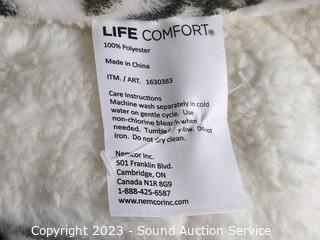 LIFE COMFORT®
100% Polyester
Made in China
ITM. / ART. 1630383
Care Instructions
Machine wash separately in cold
water on gentle cycle. Use
non-chlorine bleach when
needed. Tumble dry low. Do not
iron. Do not dry clean.
Nemcor Inc.
501 Franklin Blvd.
Cambridge, ON
Canada N1R 8G9
1-888-425-6587
www.nemcorinc.com
Copyright 2023 - Sound Auction Service